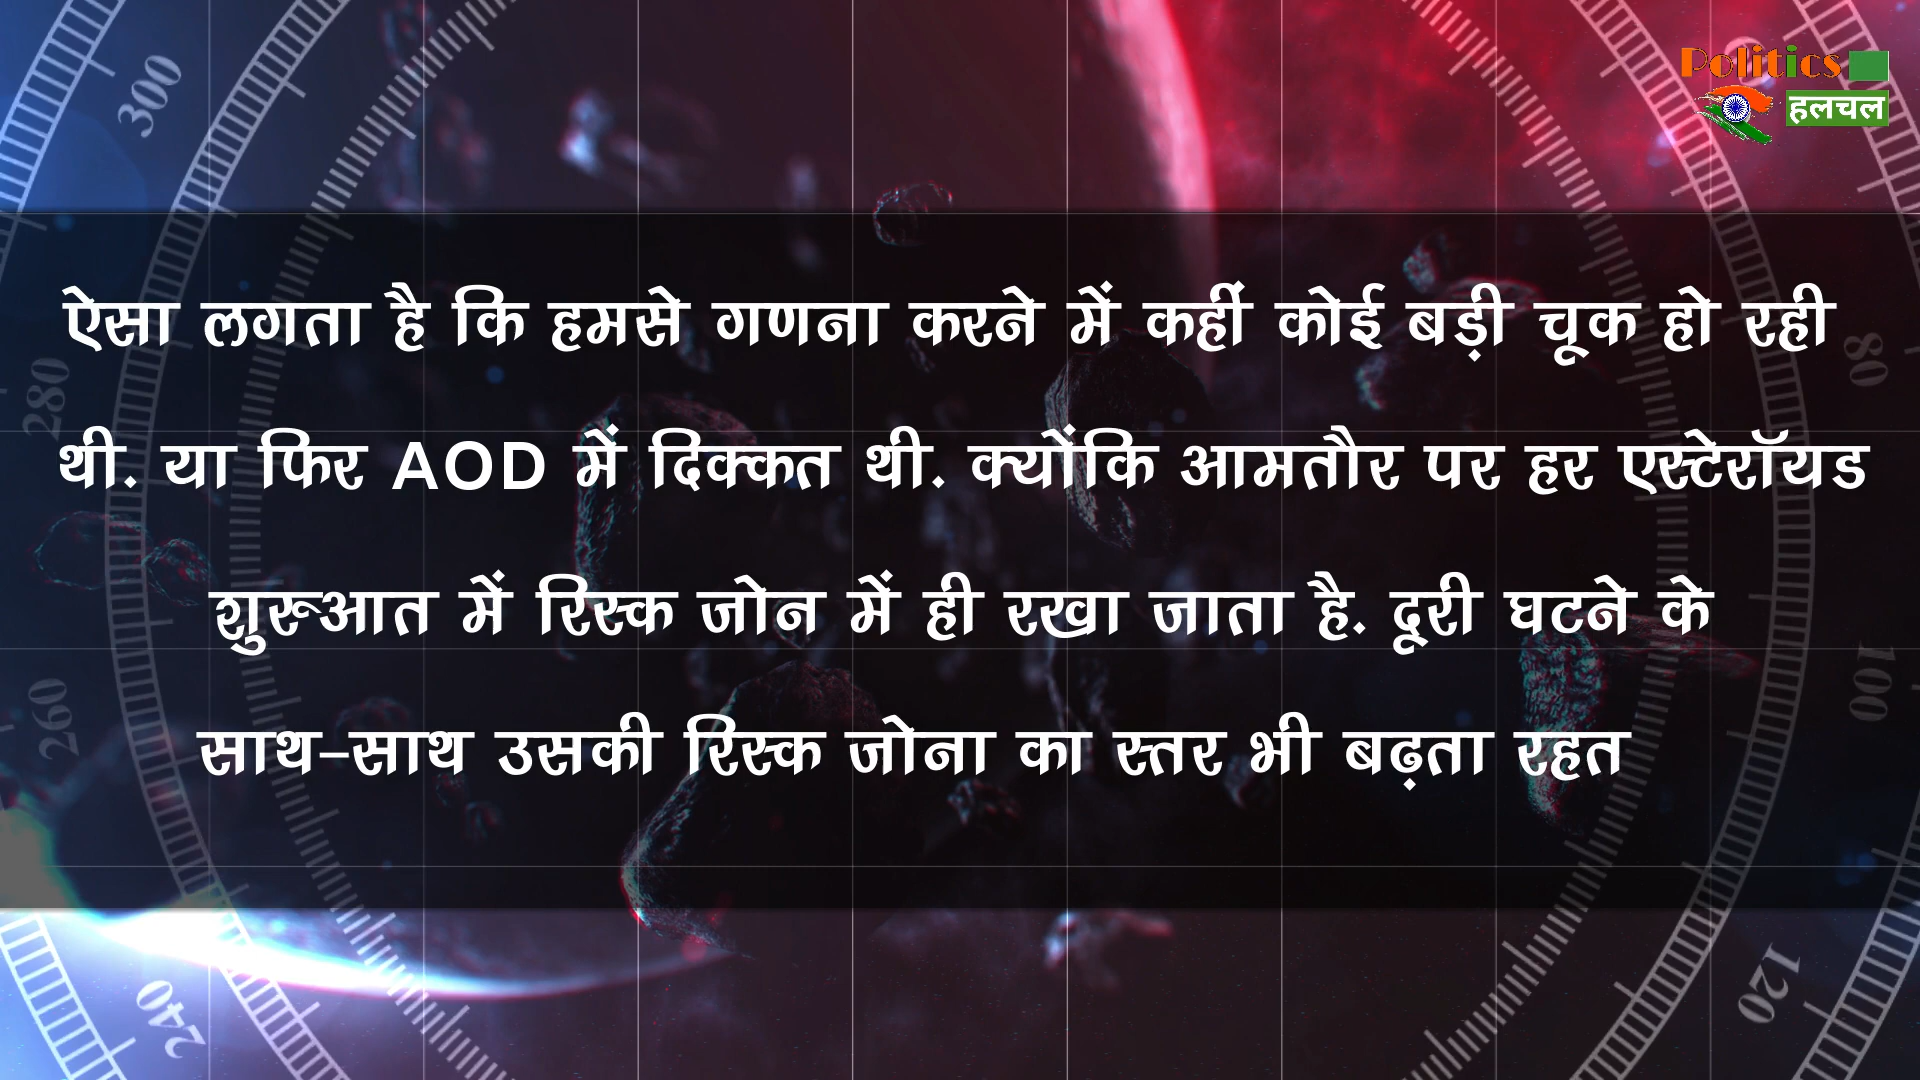 Politics
हलचल
300
280
260
240
80
100
120
ऐसा लगता है कि हमसे गणना करने में कहीं कोई बड़ी चूक हो रही
थी. या फिर AOD में दिक्कत थी. क्योंकि आमतौर पर हर एस्टेरॉयड
शुरूआत में रिस्क जोन में ही रखा जाता है. दूरी घटने के
साथ-साथ उसकी रिस्क जोना का स्तर भी बढ़ता रहत